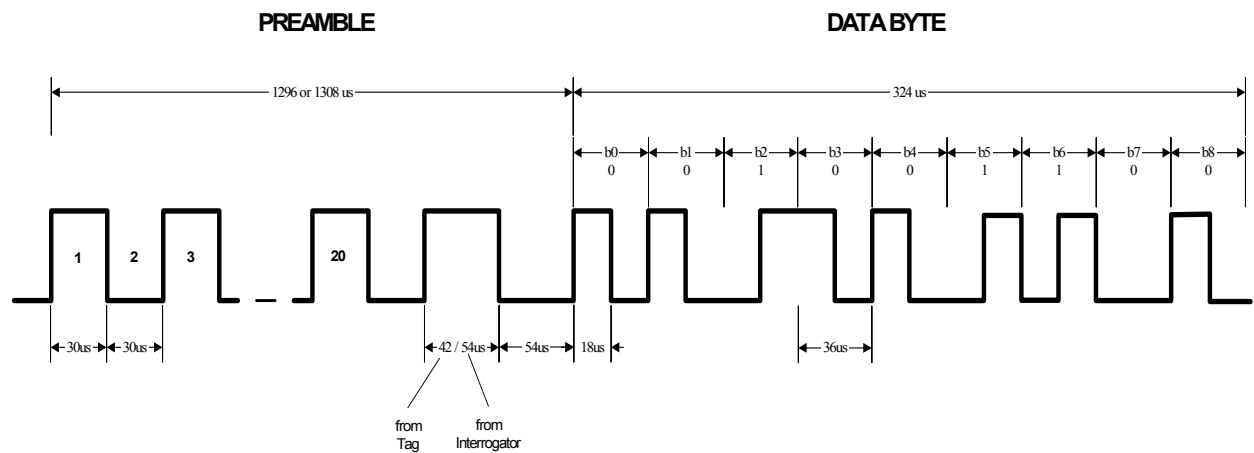 PREAMBLE DATA BYTE
1296 or 1308 us 324 us
b0 b1 b2 b3 b4 b5 b6 b7 b8
0 0 1 0 0 1 1 0 0
1 2 3 20
30us 30us 42 / 54us 54us 18us 36us
from from
Tag Interrogator